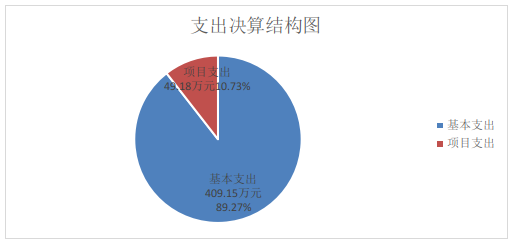 支出决算结构图
项目支出
49.18万元10.73%
基本支出
409.15万元
89.27%
基本支出
项目支出